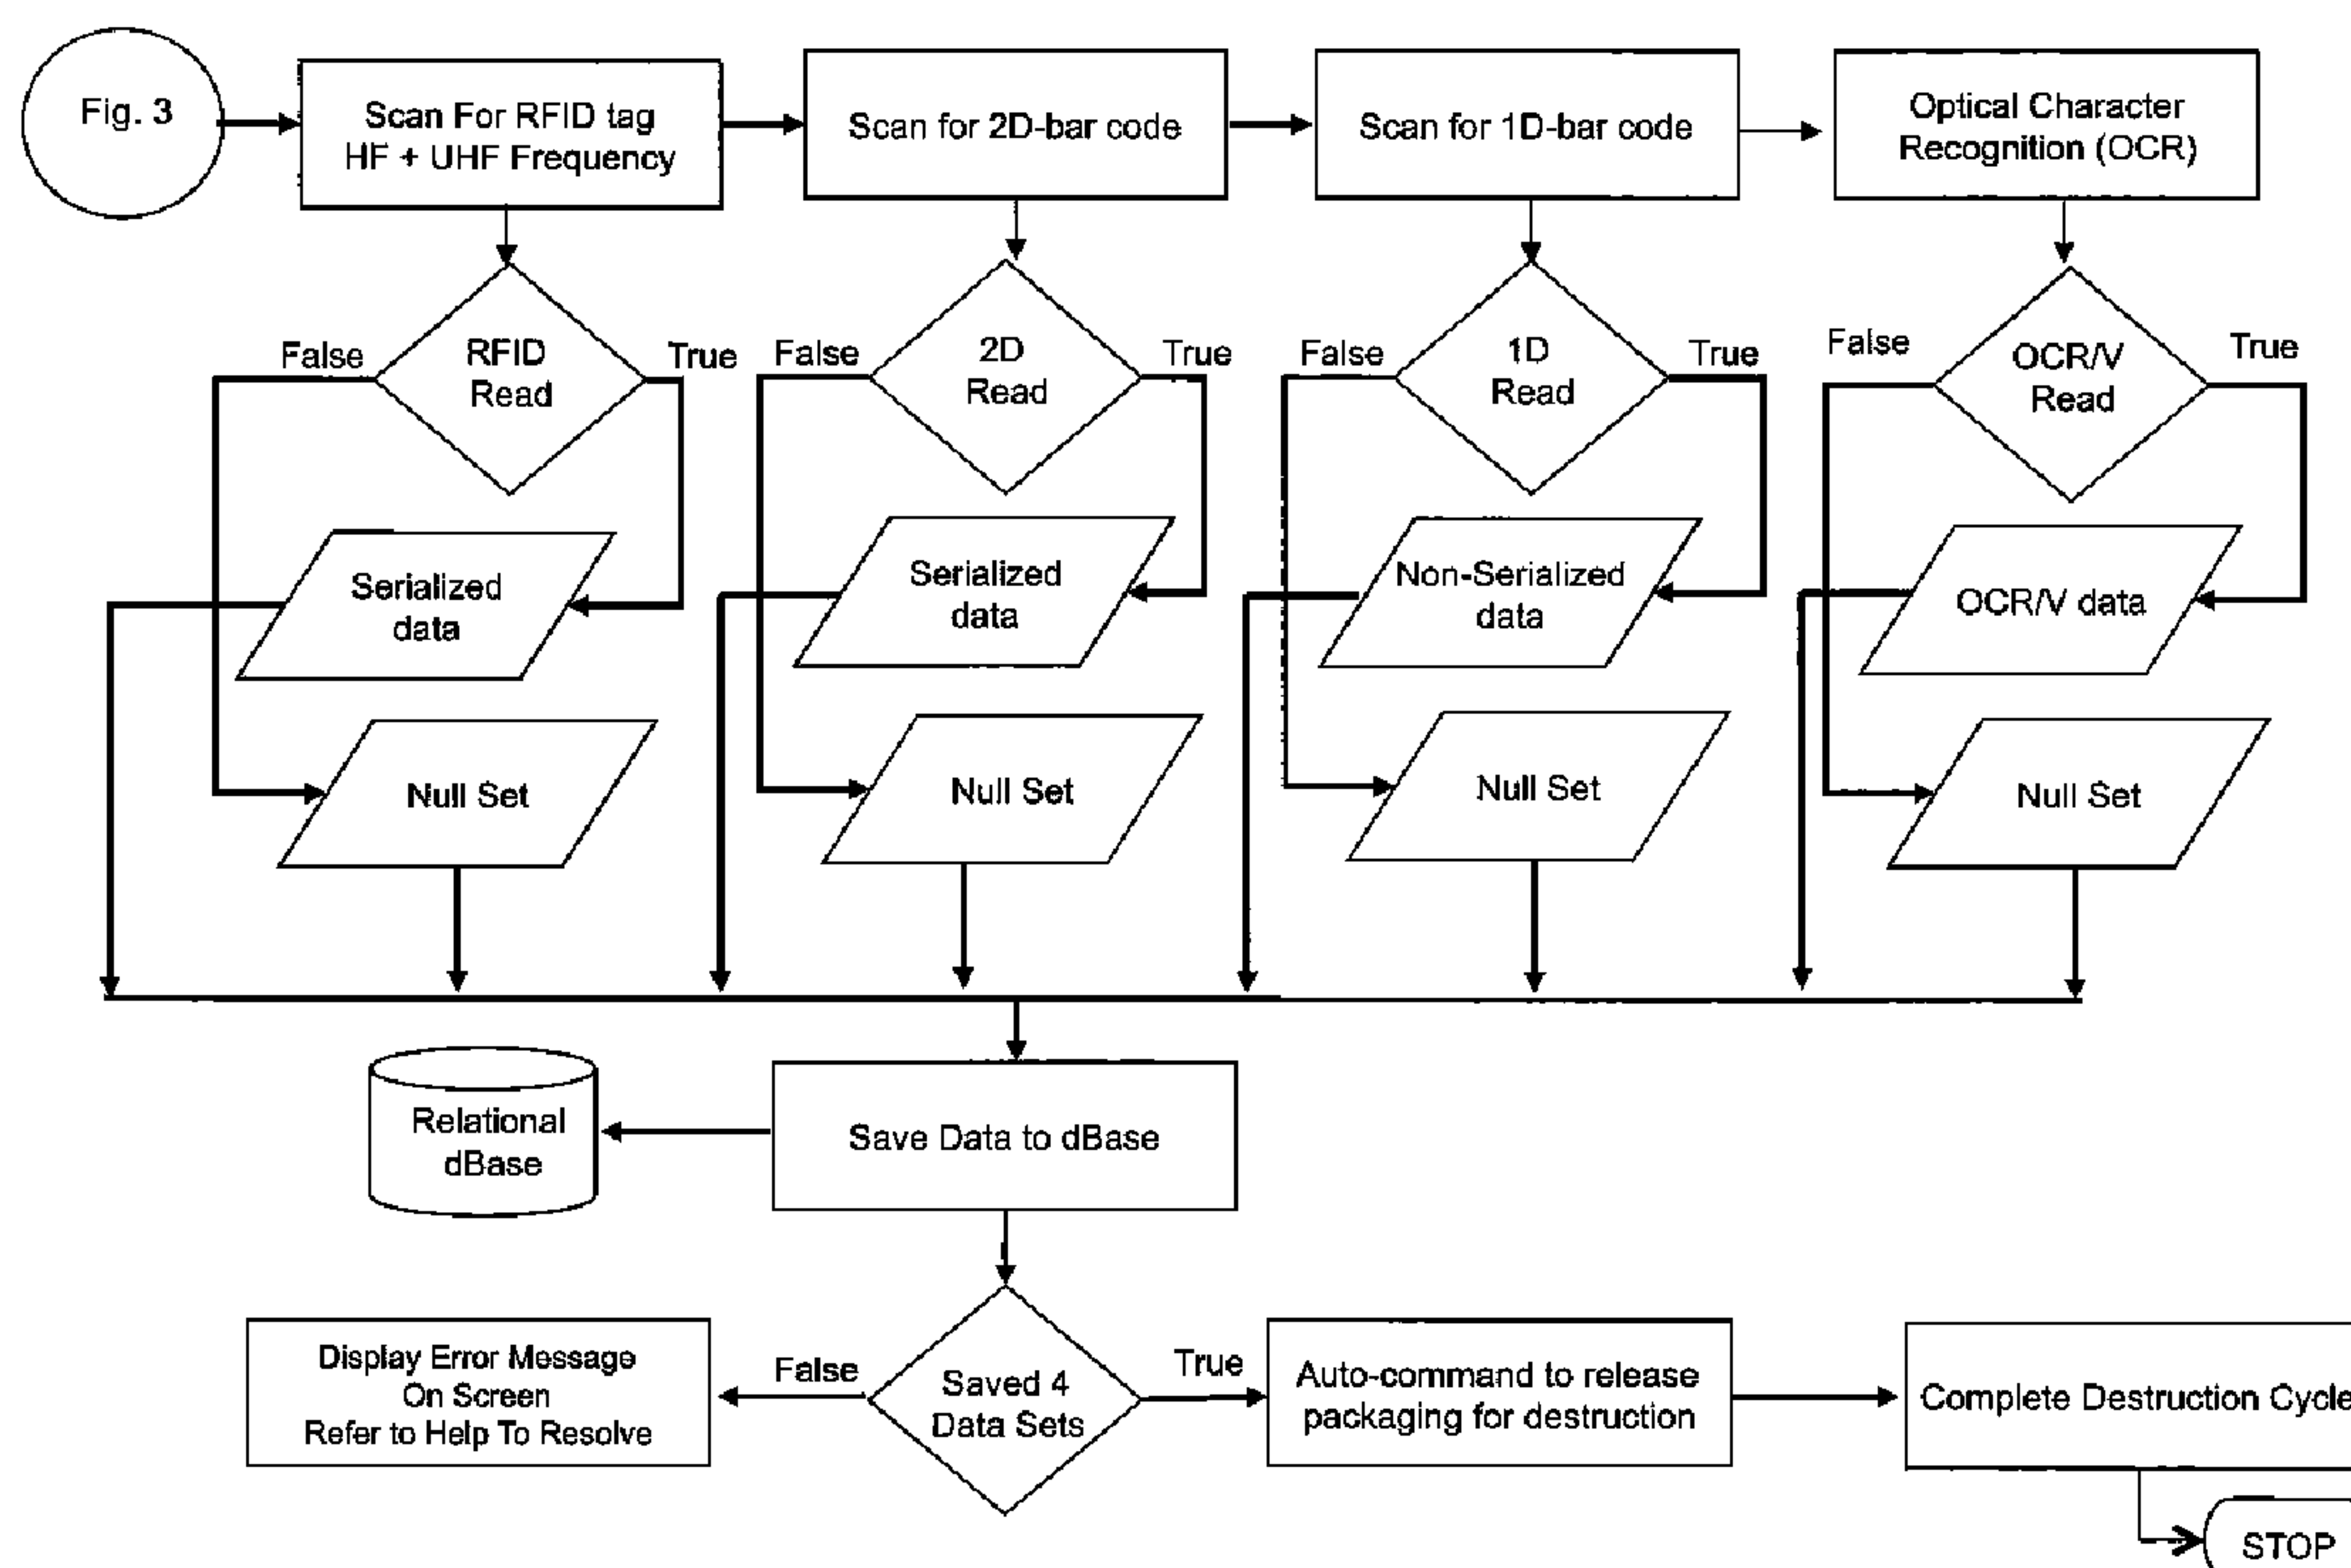 Fig. 3
Scan For RFID tag
HF + UHF Frequency
Scan for 2D-bar code
Scan for 1D-bar code
Optical Character
Recognition (OCR)
False
RFID
Read
True
False
2D
Read
True
False
1D
Read
True
False
OCR/V
Read
True
Serialized
data
Serialized
data
Non-Serialized
data
OCR/V data
Null Set
Null Set
Null Set
Null Set
Relational
dBase
Save Data to dBase
Display Error Message
On Screen
Refer to Help To Resolve
False
Saved 4
Data Sets
True
Auto-command to release
packaging for destruction
Complete Destruction Cycle
STOP